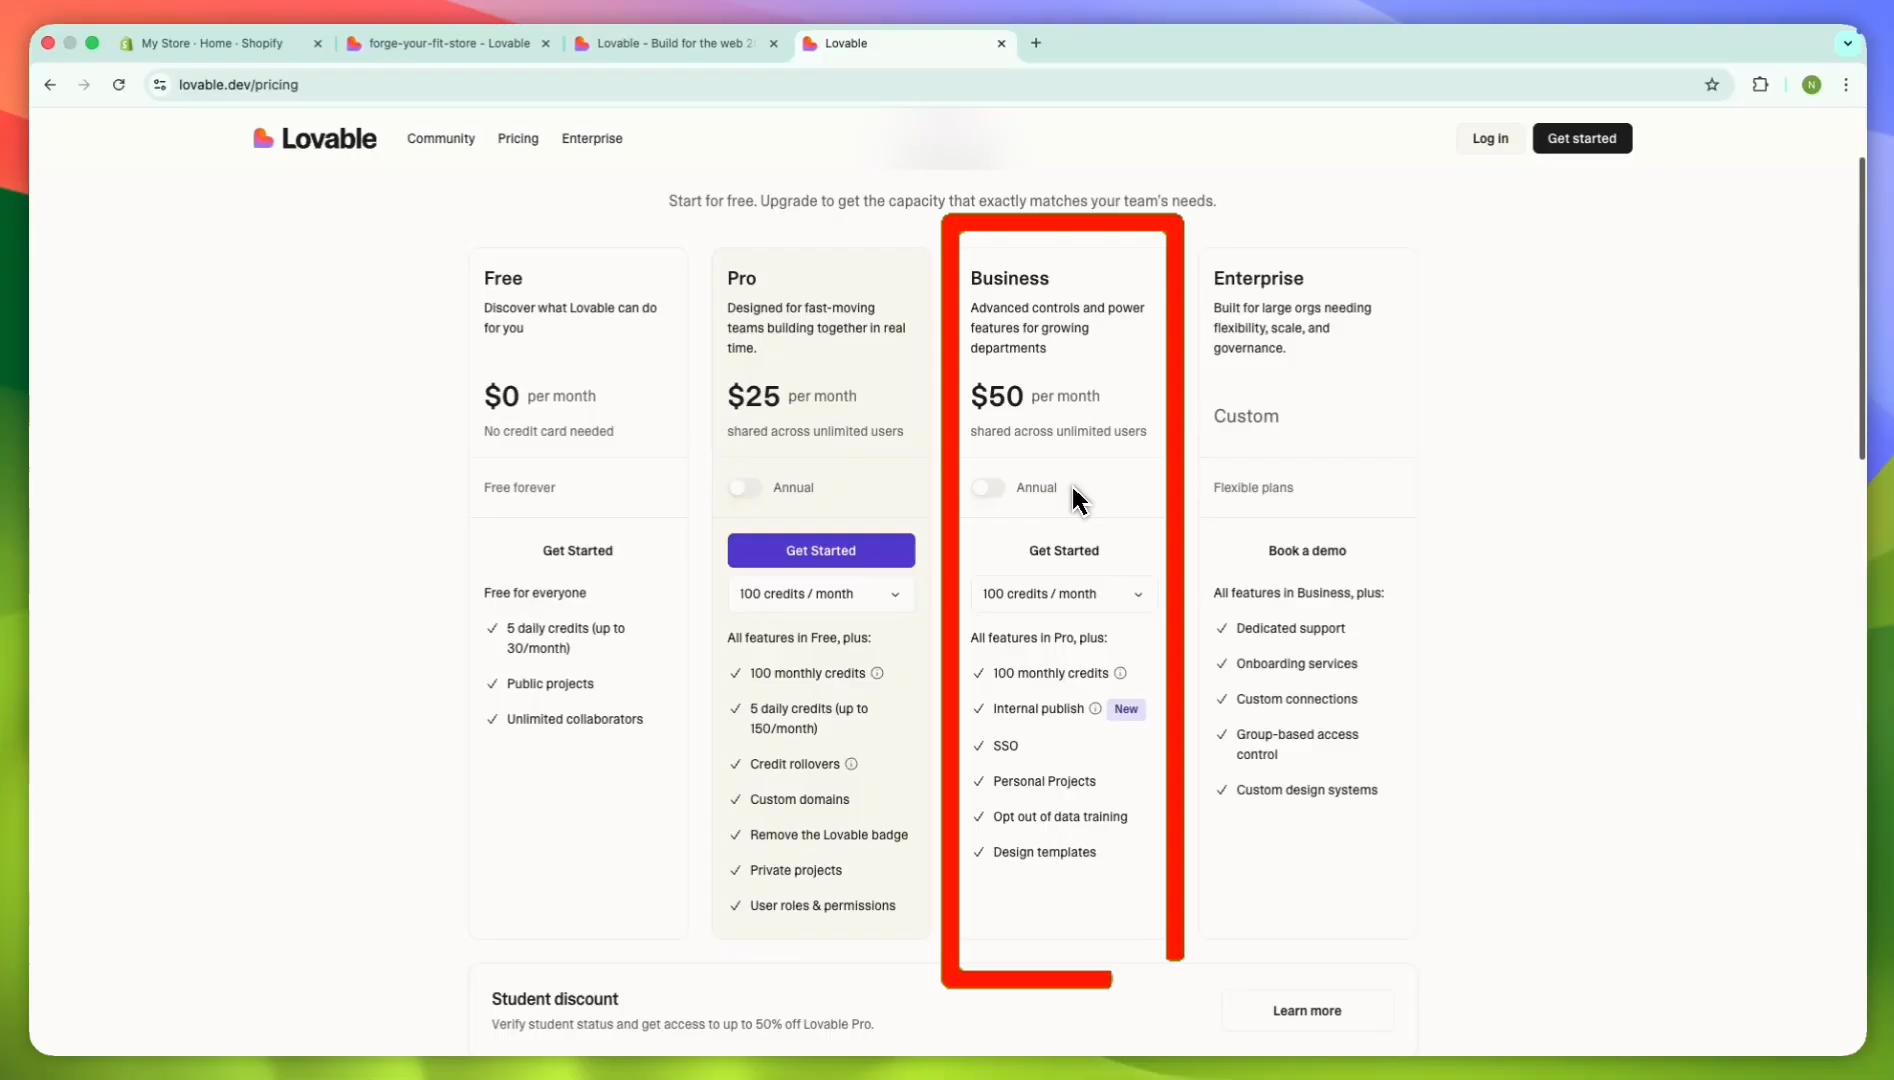 My Store · Home · Shopify
forge-your-fit-store - Lovable
Lovable - Build for the web 2
Lovable
lovable.dev/pricing
N
Lovable
Community
Pricing
Enterprise
Log in
Get started
Start for free. Upgrade to get the capacity that exactly matches your team's needs.
Free
Discover what Lovable can do
for you
$0 per month
No credit card needed
Free forever
Get Started
Free for everyone
5 daily credits (up to
30/month)
Public projects
Unlimited collaborators
Pro
Designed for fast-moving
teams building together in real
time.
$25 per month
shared across unlimited users
Annual
Get Started
100 credits / month
All features in Free, plus:
100 monthly credits
5 daily credits (up to
150/month)
Credit rollovers
Custom domains
Remove the Lovable badge
Private projects
User roles & permissions
Business
Advanced controls and power
features for growing
departments
$50 per month
shared across unlimited users
Annual
Get Started
100 credits / month
All features in Pro, plus:
100 monthly credits
Internal publish New
SSO
Personal Projects
Opt out of data training
Design templates
Enterprise
Built for large orgs needing
flexibility, scale, and
governance.
Custom
Flexible plans
Book a demo
All features in Business, plus:
Dedicated support
Onboarding services
Custom connections
Group-based access
control
Custom design systems
Student discount
Verify student status and get access to up to 50% off Lovable Pro.
Learn more